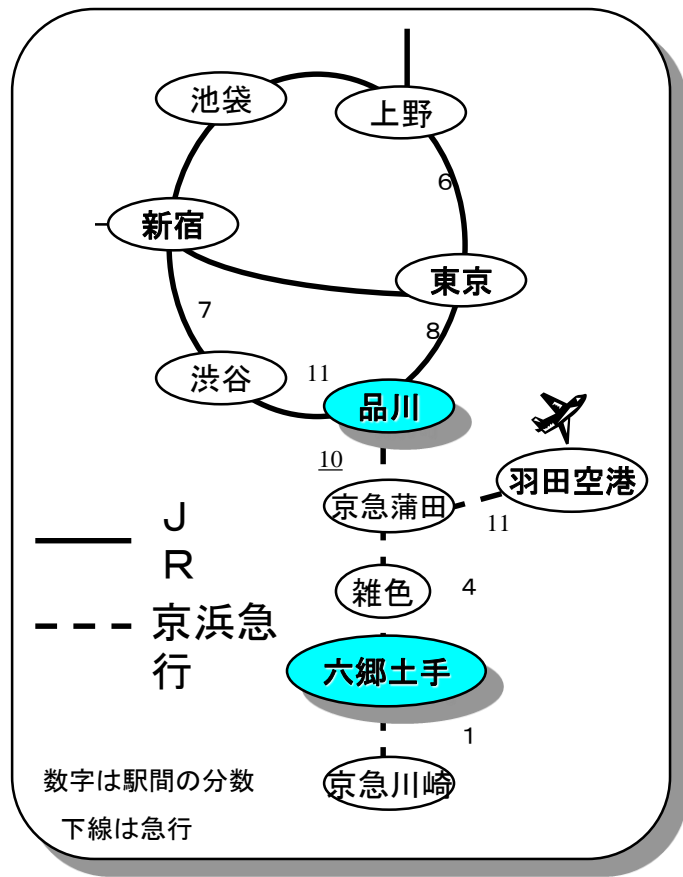 池袋
上野
6
新宿
東京
7
8
渋谷
11
品川
10
羽田空港
京急蒲田
11
J
R
雑色
4
京浜急
行
六郷土手
1
京急川崎
数字は駅間の分数
下線は急行